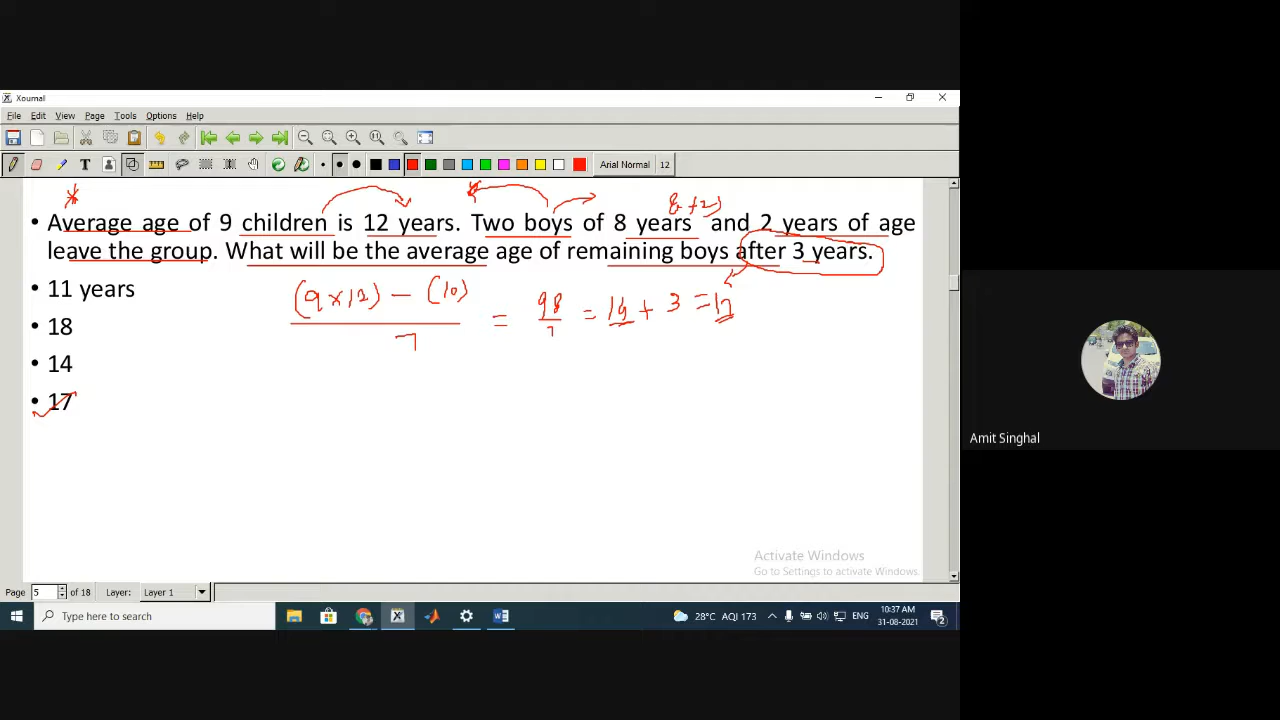 Xournal
File Edit View Page Tools Options Help
Arial Normal 12
*
8 + 2
• Average age of 9 children is 12 years. Two boys of 8 years and 2 years of age
leave the group. What will be the average age of remaining boys after 3 years.
• 11 years
(9 × 12) – (10)
7
= 98
7
= 14 + 3 = 17
• 18
• 14
• 17
Amit Singhal
Activate Windows
Go to Settings to activate Windows.
Page 5 of 18 Layer: Layer 1
Type here to search
28°C AQI 173
ENG
10:37 AM
31-08-2021
2